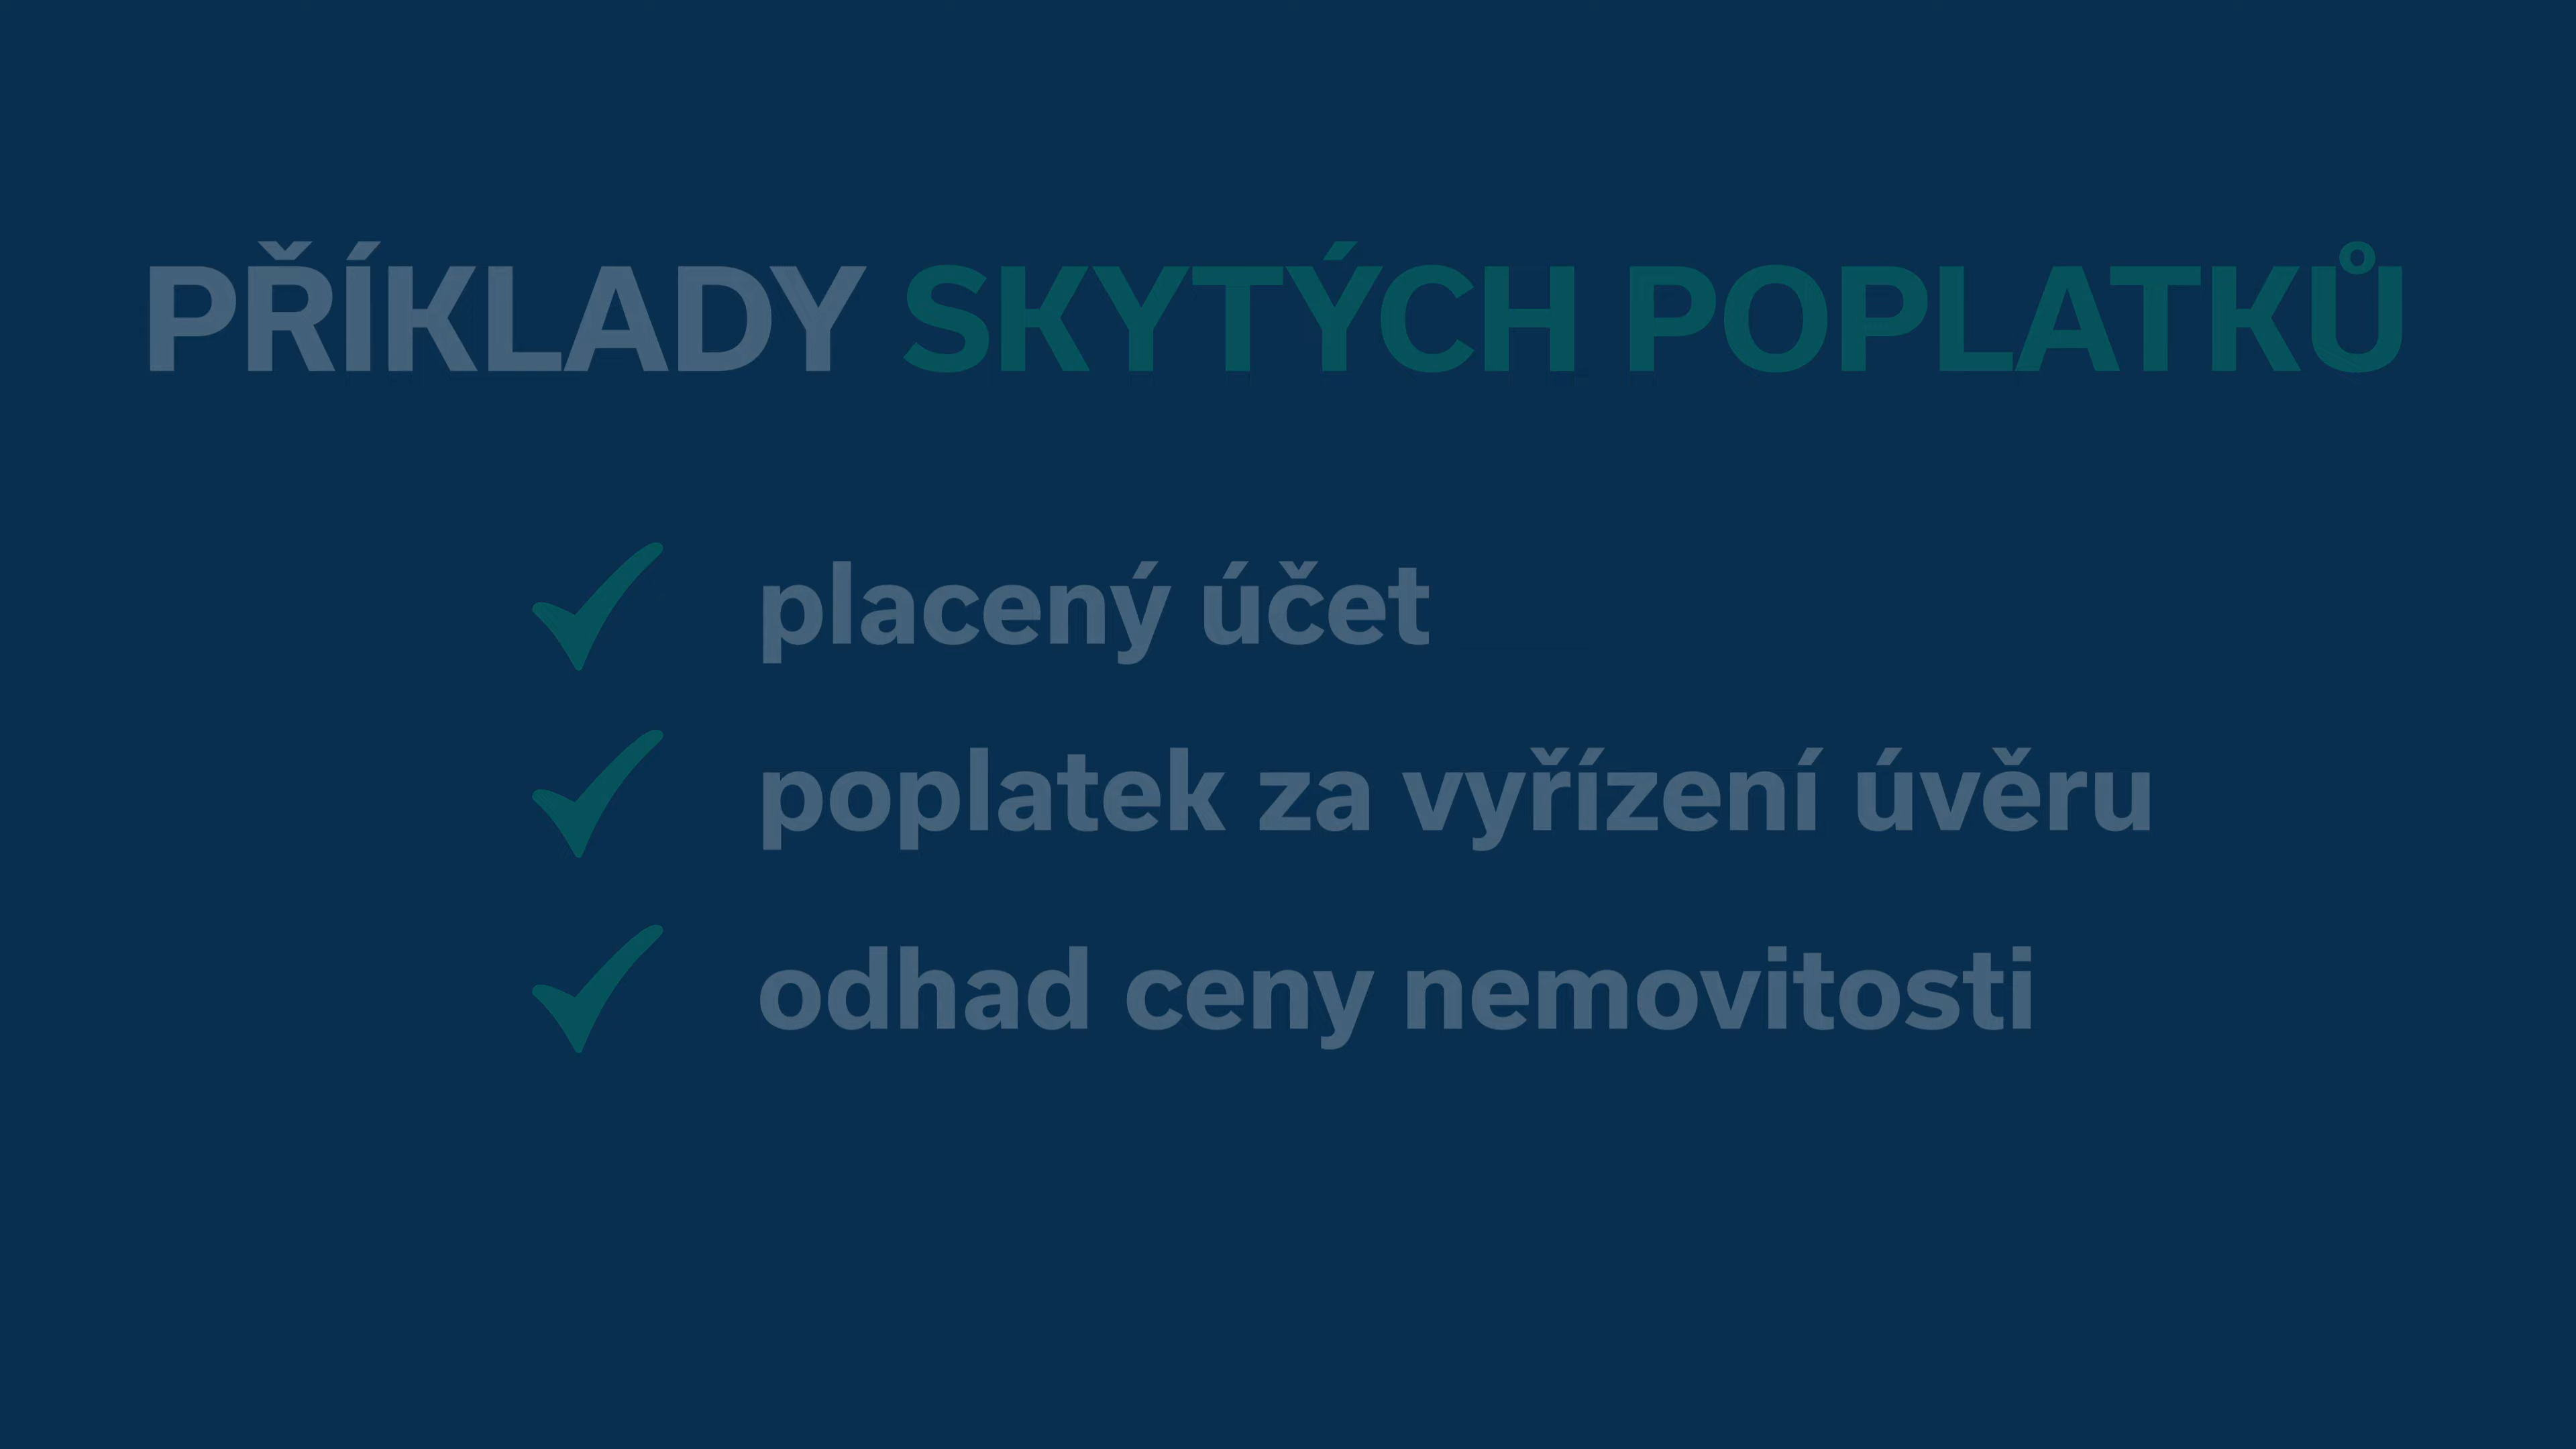 PŘÍKLADY SKYTÝCH POPLATKŮ
placený účet
poplatek za vyřízení úvěru
odhad ceny nemovitosti